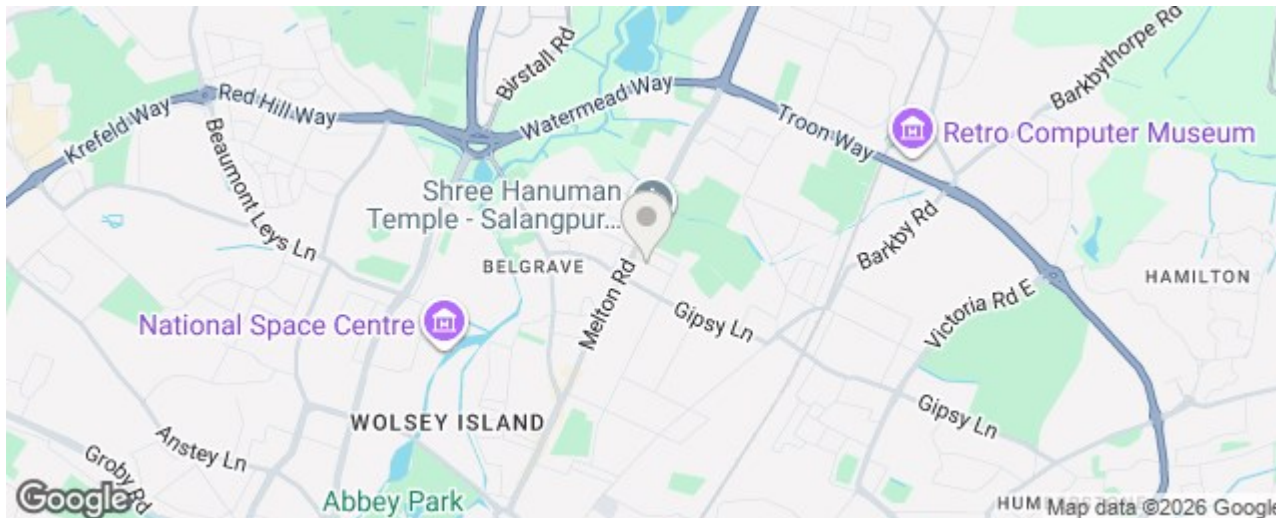 Barkbythorpe Rd
Birstall Rd
Red Hill Way
Watermead Way
Krefeld Way
Troon Way
Retro Computer Museum
Beaumont Leys Ln
Shree Hanuman
Temple - Salangpur...
Barkby Rd
BELGRAVE
HAMILTON
Melton Rd
Victoria Rd E
National Space Centre
Gipsy Ln
Gipsy Ln
WOLSEY ISLAND
Anstey Ln
Groby Rd
Google
Abbey Park
Map data ©2026 Google